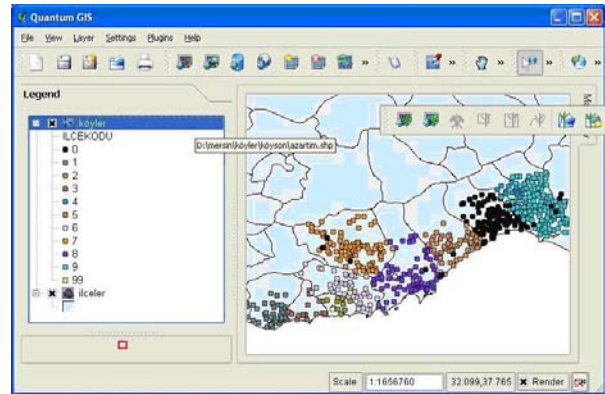 Quantum GIS
File View Layer Settings Plugins Help
Legend
köyler
ILCEKODU
0
1
2
3
4
5
6
7
8
9
99
ilceler
D:\mersin\köyler\köyson\azartim.shp
Scale 1:1656760 32.099,37.765 Render